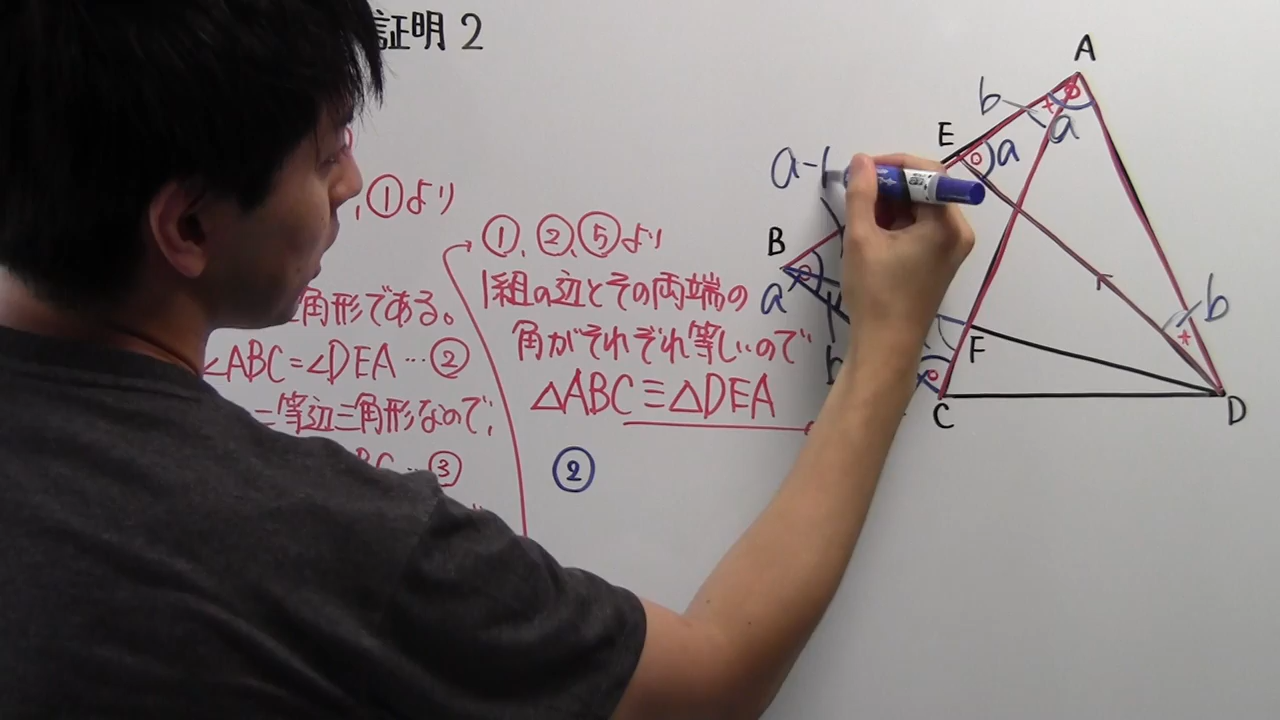 証明 2
,①より
角形である。
∠ABC=∠DEA…②
二等辺三角形なので、
BC…③
①,②,⑤より
1組の辺とその両端の
角がそれぞれ等しいので
△ABC≡△DEA
②
A
b
a
E
a
a-
B
a
b
F
b
C
D